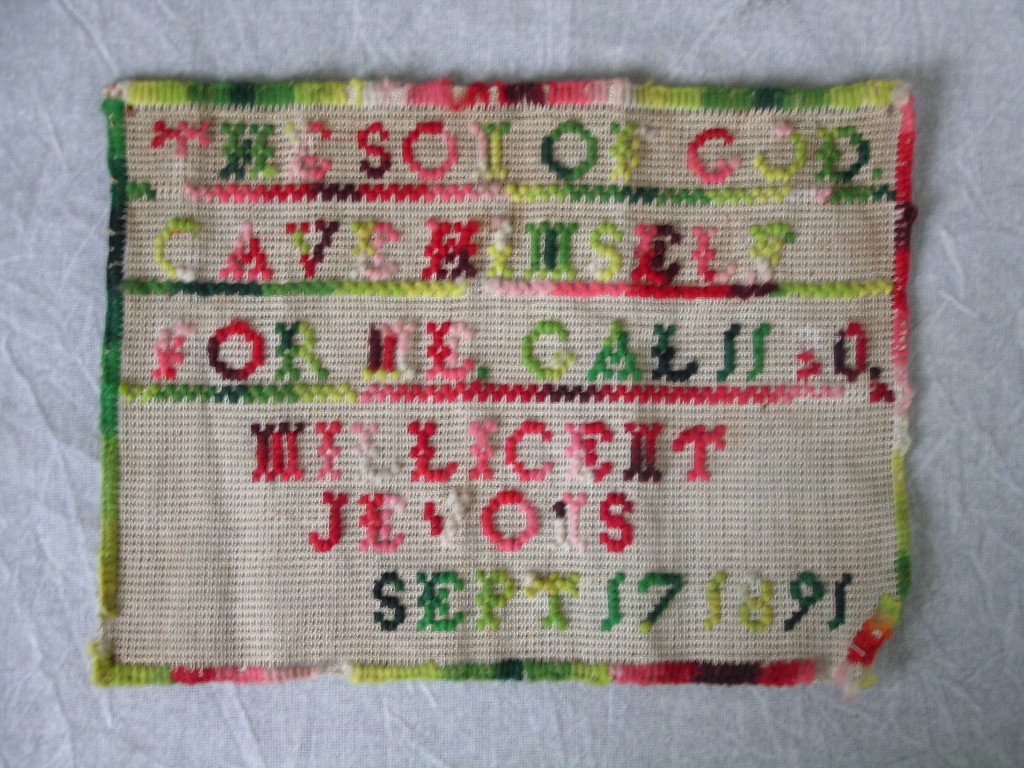 THE SON OF GOD.
GAVE HIMSELF
FOR ME. GAL II 20.
MILLICENT
JEVONS
SEPT 17 1891